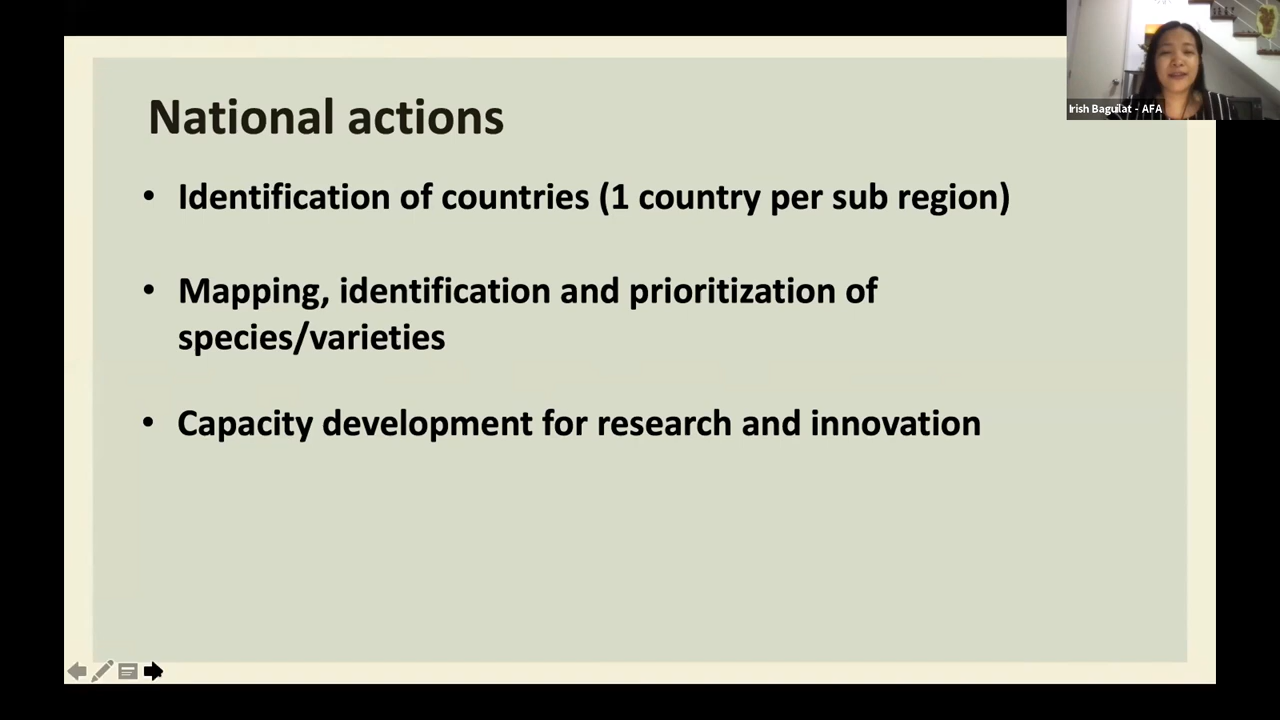 National actions
• Identification of countries (1 country per sub region)
• Mapping, identification and prioritization of
species/varieties
• Capacity development for research and innovation
Irish Baguilat - AFA